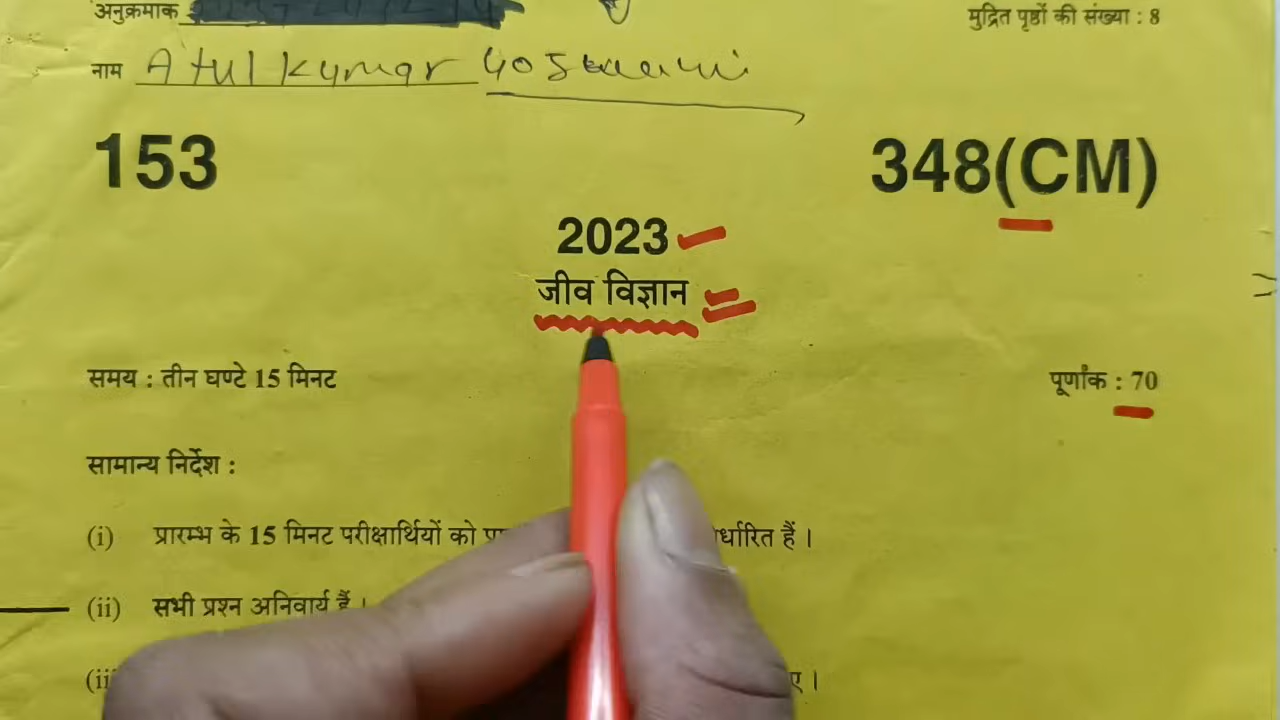 अनुक्रमाक
मुद्रित पृष्ठों की संख्या : 8
नाम Atul Kumar Goswami
153
348(CM)
2023
जीव विज्ञान
समय : तीन घण्टे 15 मिनट
पूर्णांक : 70
सामान्य निर्देश :
(i) प्रारम्भ के 15 मिनट परीक्षार्थियों को र्धारित हैं ।
(ii) सभी प्रश्न अनिवार्य हैं ।